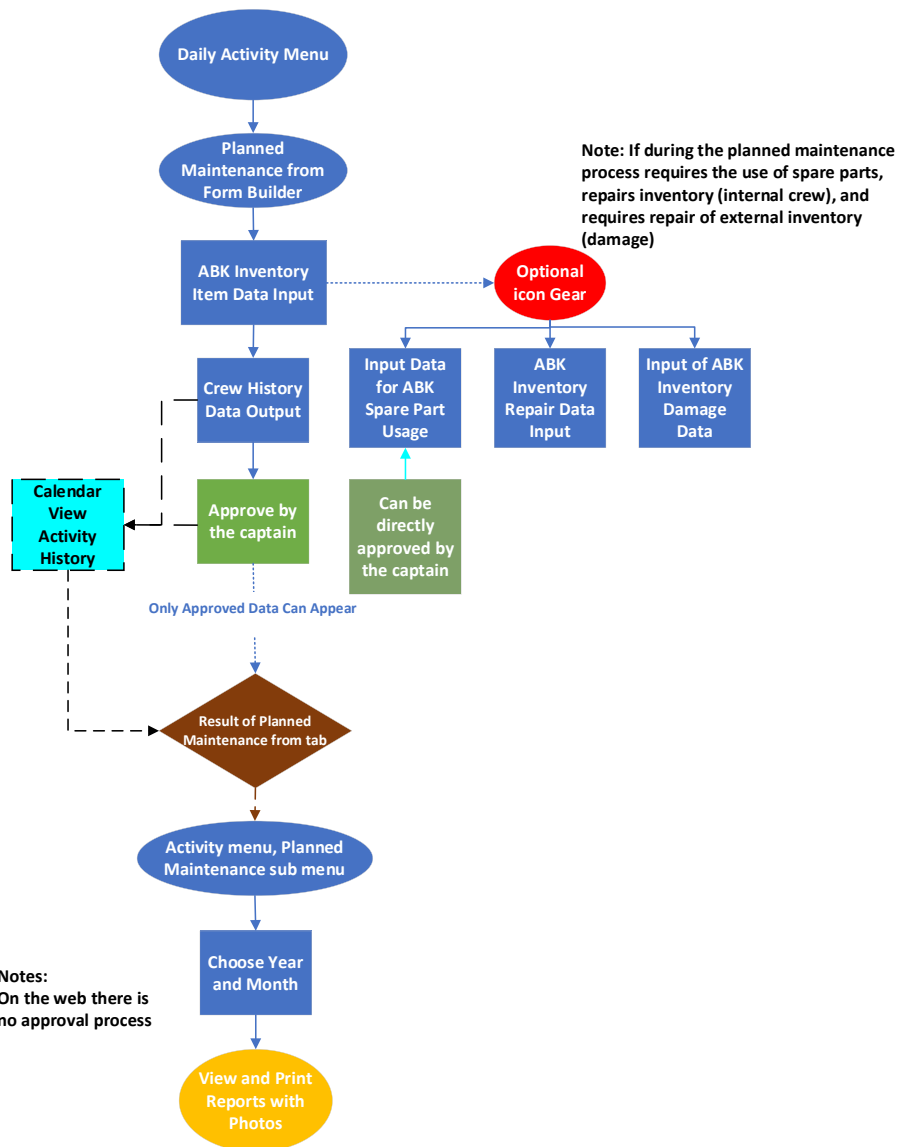 Daily Activity Menu
Planned
Maintenance from
Form Builder
Note: If during the planned maintenance
process requires the use of spare parts,
repairs inventory (internal crew), and
requires repair of external inventory
(damage)
ABK Inventory
Item Data Input
Optional
icon Gear
Crew History
Data Output
Input Data
for ABK
Spare Part
Usage
ABK
Inventory
Repair Data
Input
Input of ABK
Inventory
Damage
Data
Calendar
View
Activity
History
Approve by
the captain
Can be
directly
approved by
the captain
Only Approved Data Can Appear
Result of Planned
Maintenance from tab
Activity menu, Planned
Maintenance sub menu
Choose Year
and Month
Notes:
On the web there is
no approval process
View and Print
Reports with
Photos